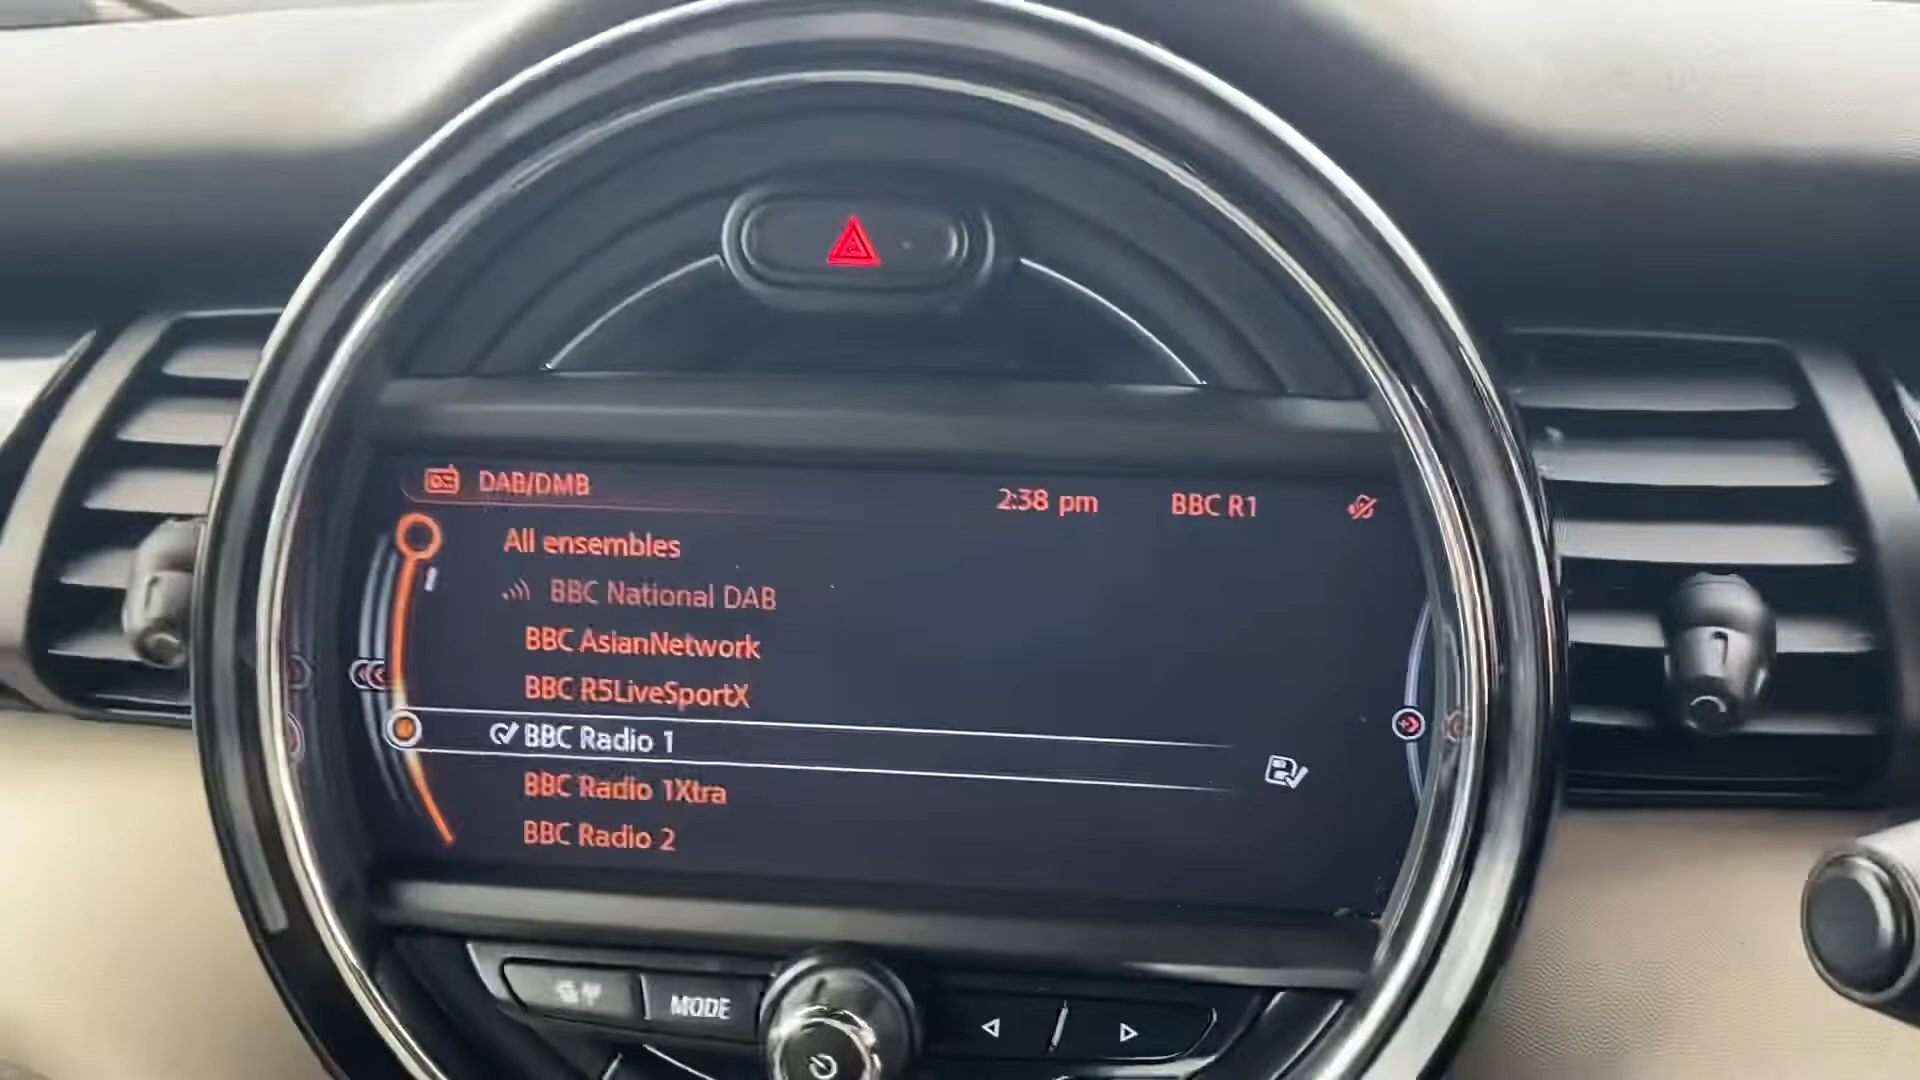 DAB/DMB
2:38 pm
BBC R1
All ensembles
BBC National DAB
BBC AsianNetwork
BBC R5LiveSportX
BBC Radio 1
BBC Radio 1Xtra
BBC Radio 2
MODE